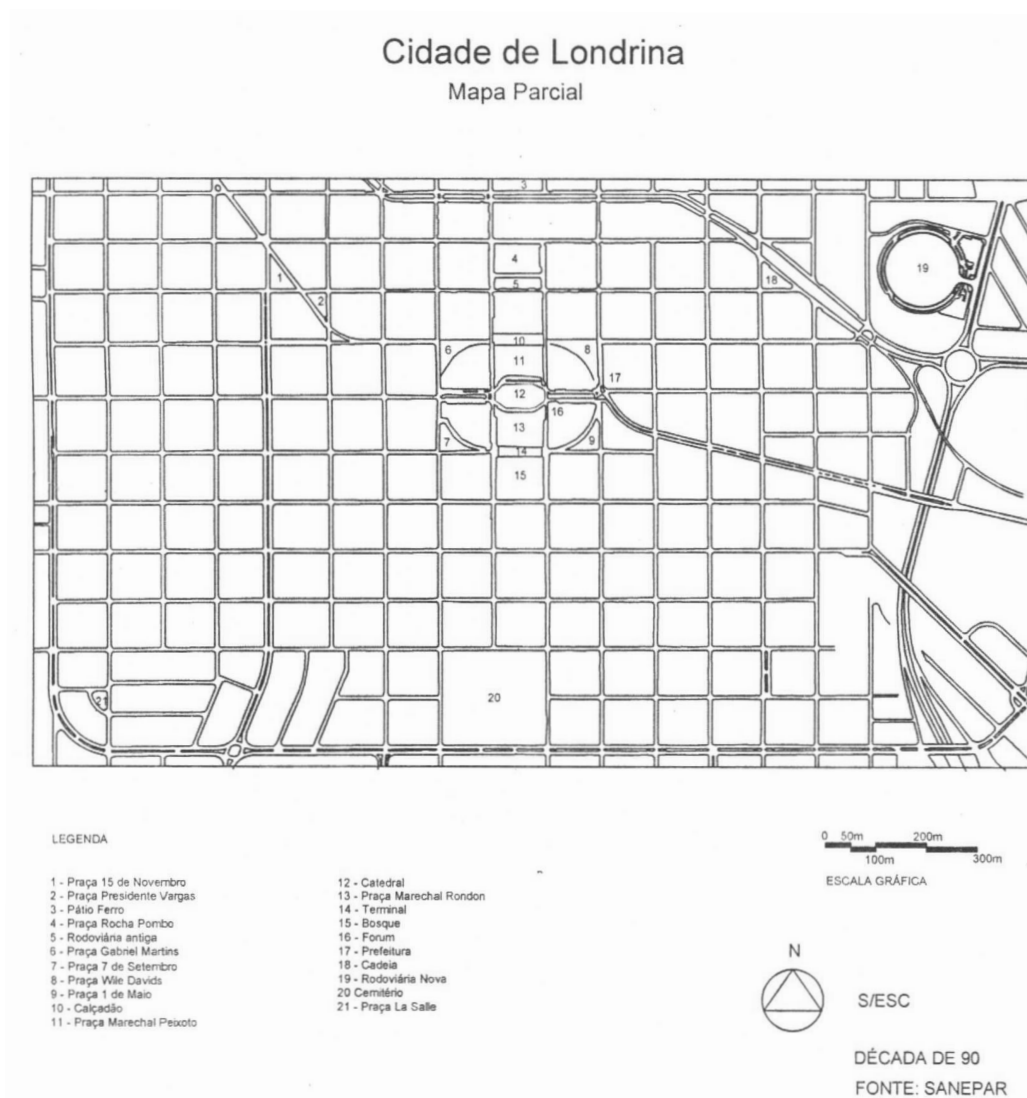 Cidade de Londrina
Mapa Parcial
3
4
19
1
18
5
2
10
6
8
11
17
12
16
13
7
9
14
15
20
21
LEGENDA
1 - Praça 15 de Novembro
2 - Praça Presidente Vargas
3 - Pátio Ferro
4 - Praça Rocha Pombo
5 - Rodoviária antiga
6 - Praça Gabriel Martins
7 - Praça 7 de Setembro
8 - Praça Wile Davids
9 - Praça 1 de Maio
10 - Calçadão
11 - Praça Marechal Peixoto
12 - Catedral
13 - Praça Marechal Rondon
14 - Terminal
15 - Bosque
16 - Forum
17 - Prefeitura
18 - Cadeia
19 - Rodoviária Nova
20 Cemitério
21 - Praça La Salle
0 50m 200m
100m 300m
ESCALA GRÁFICA
N
S/ESC
DÉCADA DE 90
FONTE: SANEPAR